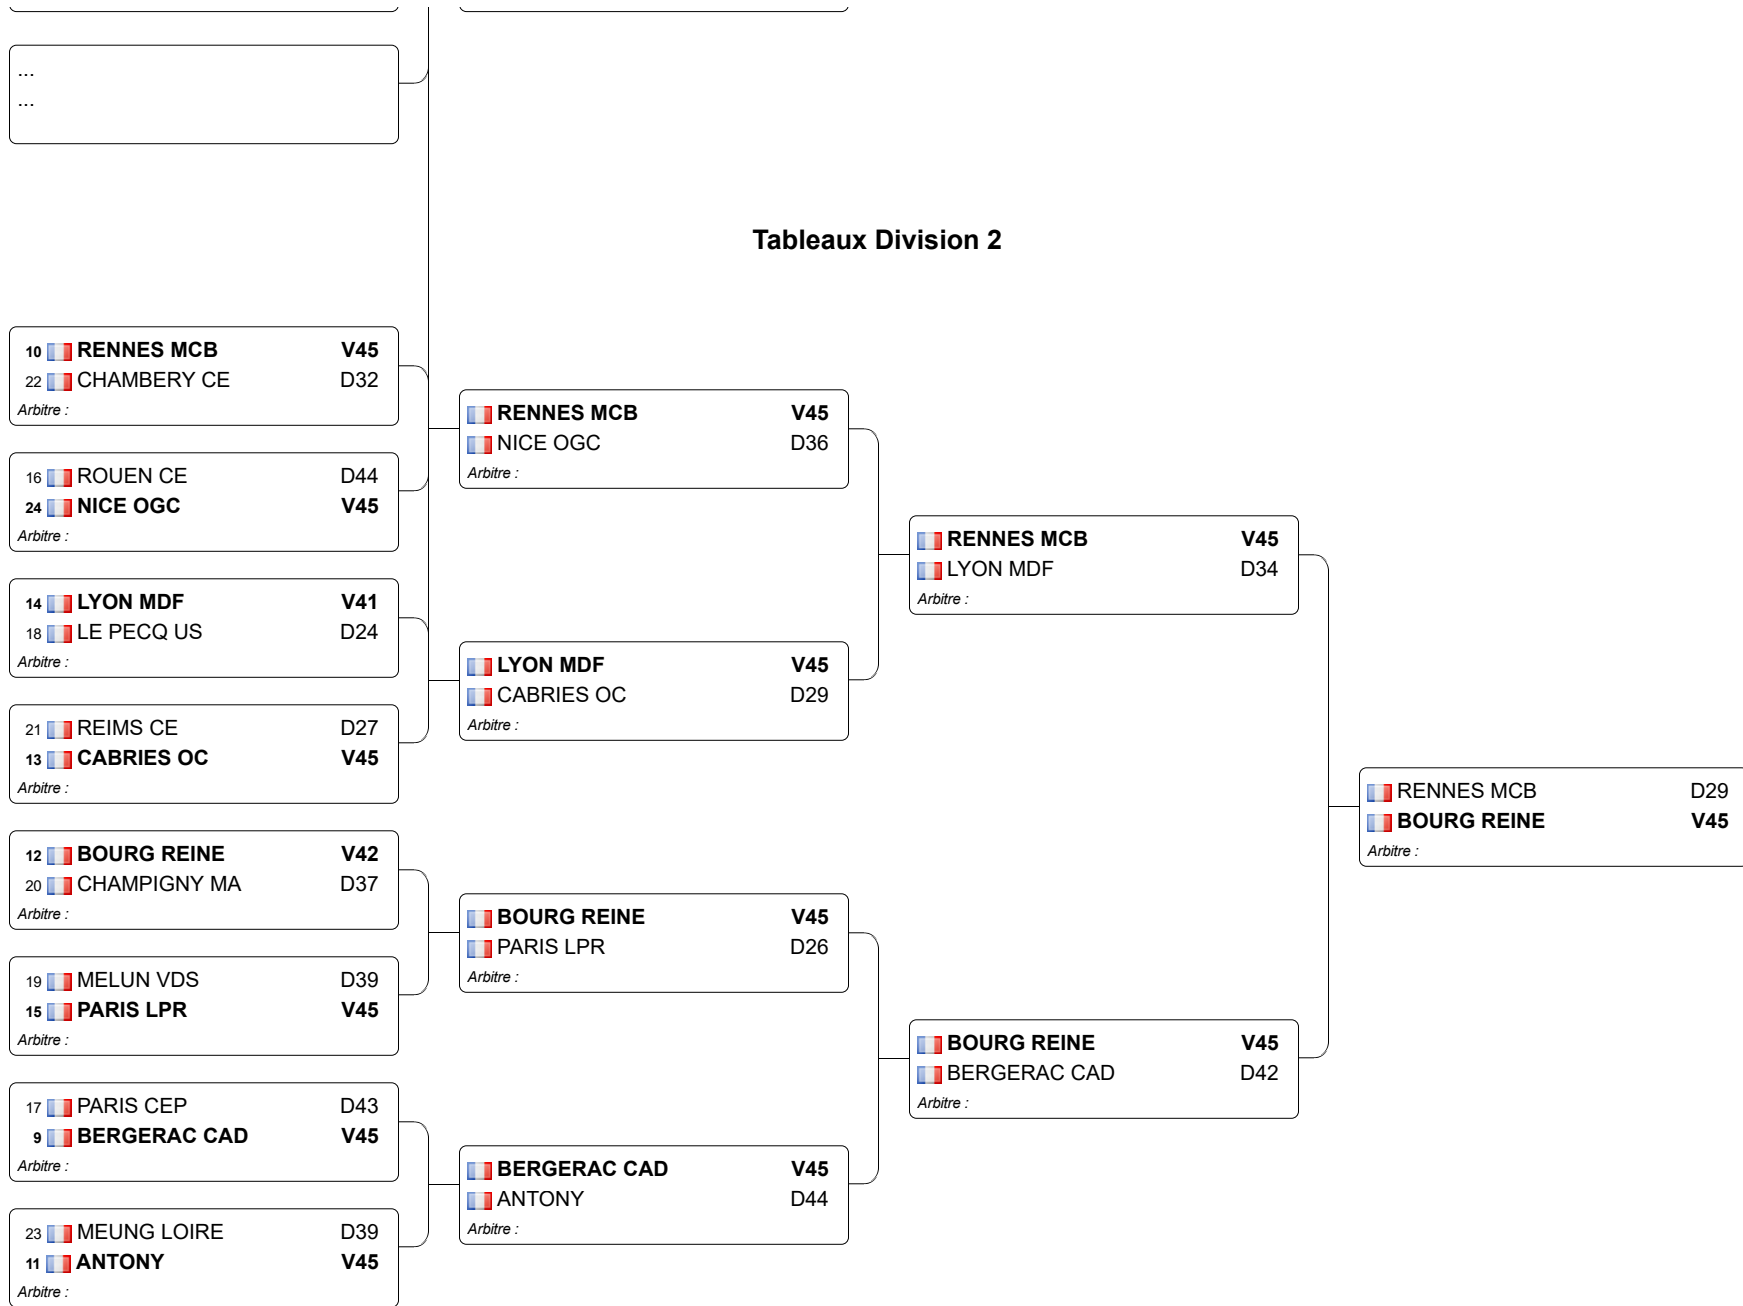 ...
...
Tableaux Division 2
10 RENNES MCB V45
22 CHAMBERY CE D32
Arbitre :
16 ROUEN CE D44
24 NICE OGC V45
Arbitre :
14 LYON MDF V41
18 LE PECQ US D24
Arbitre :
21 REIMS CE D27
13 CABRIES OC V45
Arbitre :
12 BOURG REINE V42
20 CHAMPIGNY MA D37
Arbitre :
19 MELUN VDS D39
15 PARIS LPR V45
Arbitre :
17 PARIS CEP D43
9 BERGERAC CAD V45
Arbitre :
23 MEUNG LOIRE D39
11 ANTONY V45
Arbitre :
RENNES MCB V45
NICE OGC D36
Arbitre :
LYON MDF V45
CABRIES OC D29
Arbitre :
BOURG REINE V45
PARIS LPR D26
Arbitre :
BERGERAC CAD V45
ANTONY D44
Arbitre :
RENNES MCB V45
LYON MDF D34
Arbitre :
BOURG REINE V45
BERGERAC CAD D42
Arbitre :
RENNES MCB D29
BOURG REINE V45
Arbitre :